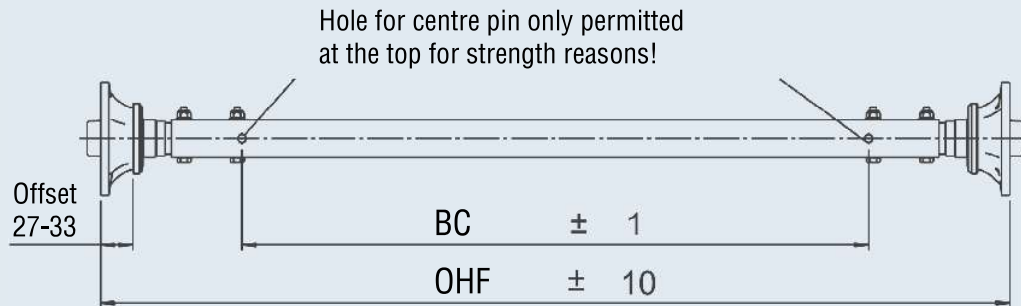 Hole for centre pin only permitted
at the top for strength reasons!
Offset
27-33
BC ± 1
OHF ± 10